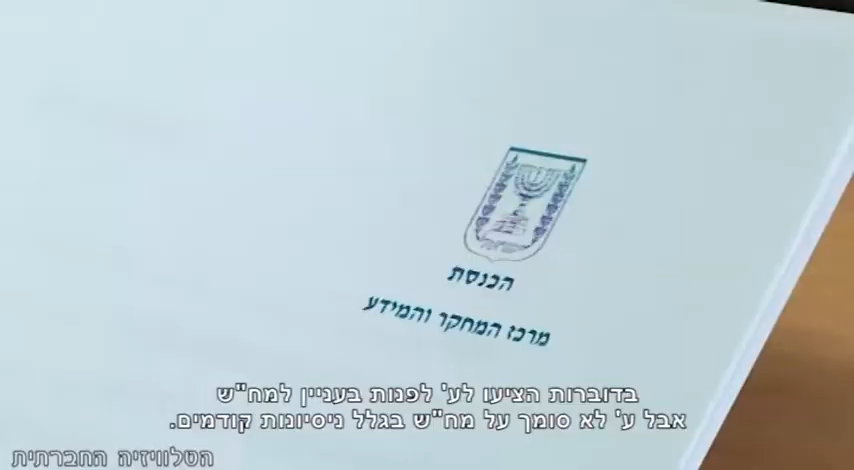 הכנסת
מרכז המחקר והמידע
בדוברות הציעו לע' לפנות בעניין למח"ש
אבל ע' לא סומך על מח"ש בגלל ניסיונות קודמים.
הטלוויזיה החברתית